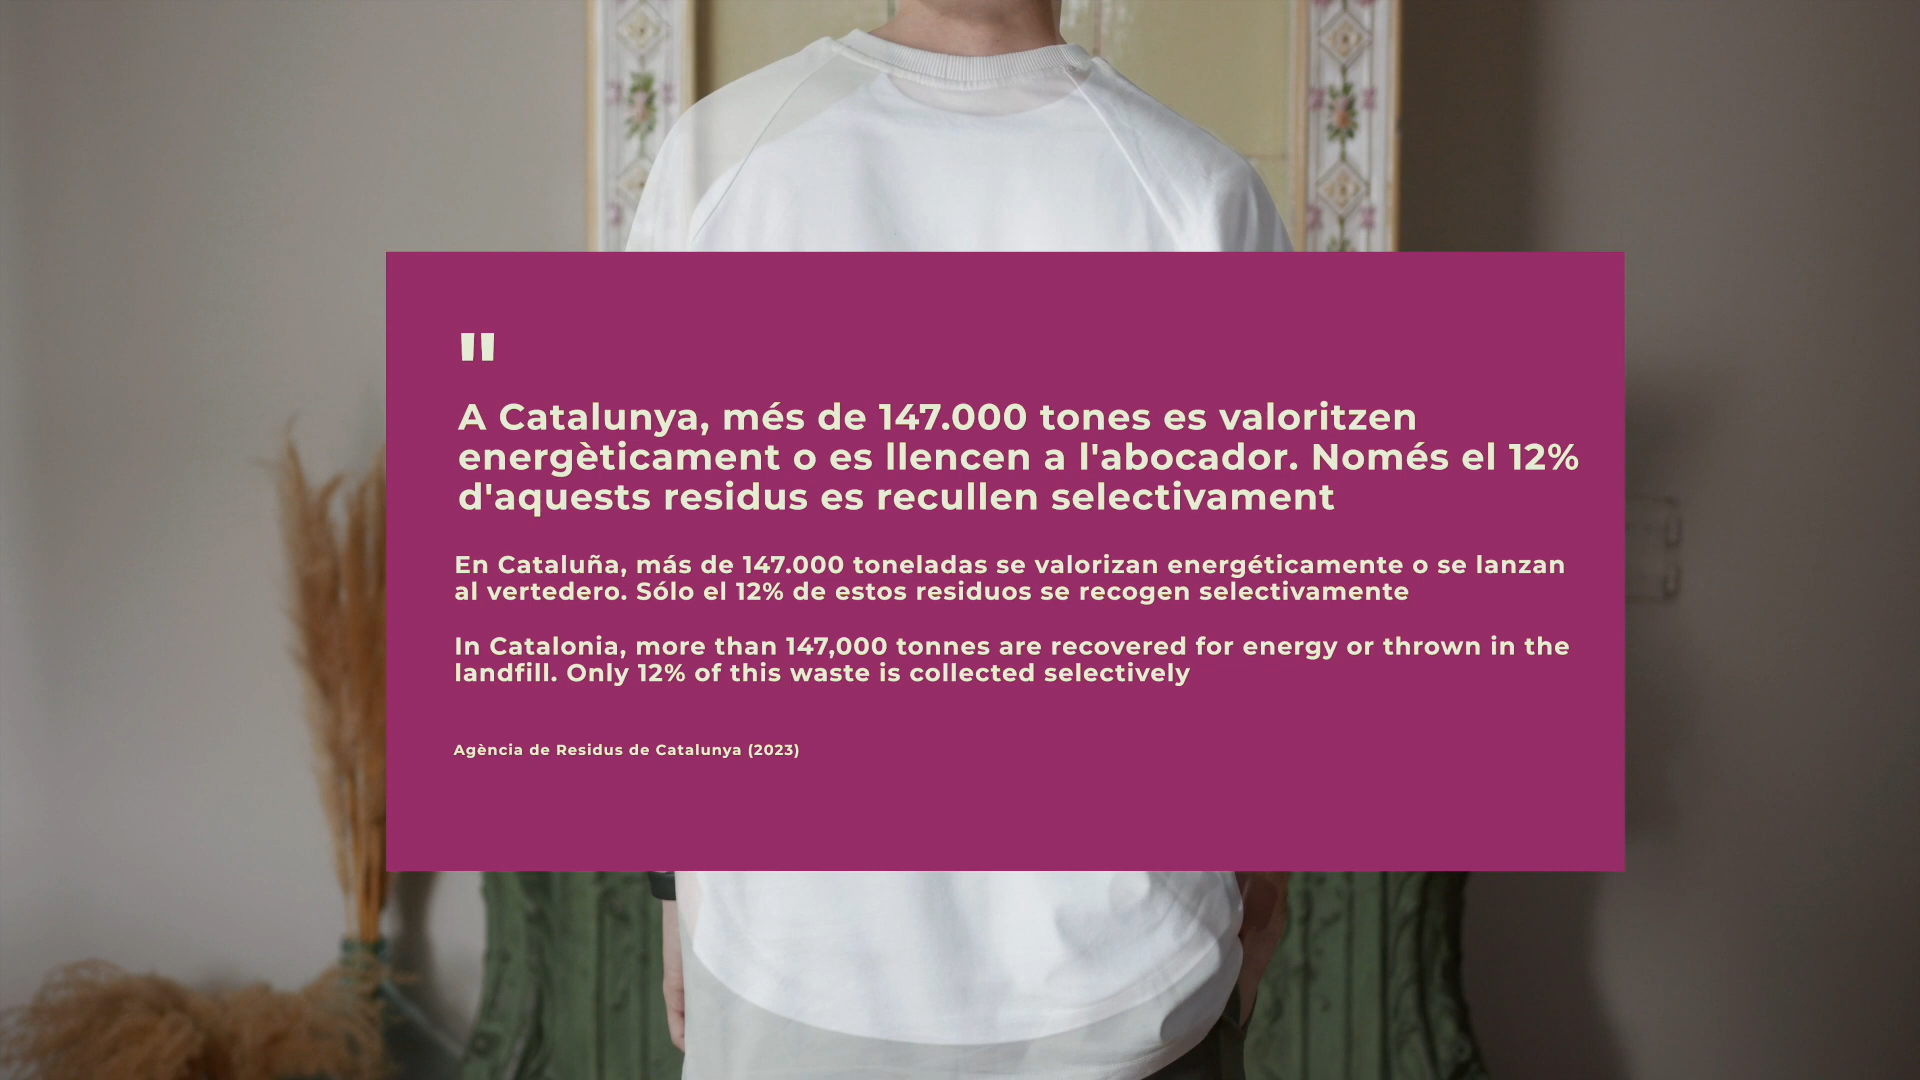 "
A Catalunya, més de 147.000 tones es valoritzen
energèticament o es llencen a l'abocador. Només el 12%
d'aquests residus es recullen selectivament
En Cataluña, más de 147.000 toneladas se valorizan energéticamente o se lanzan
al vertedero. Sólo el 12% de estos residuos se recogen selectivamente
In Catalonia, more than 147,000 tonnes are recovered for energy or thrown in the
landfill. Only 12% of this waste is collected selectively
Agència de Residus de Catalunya (2023)